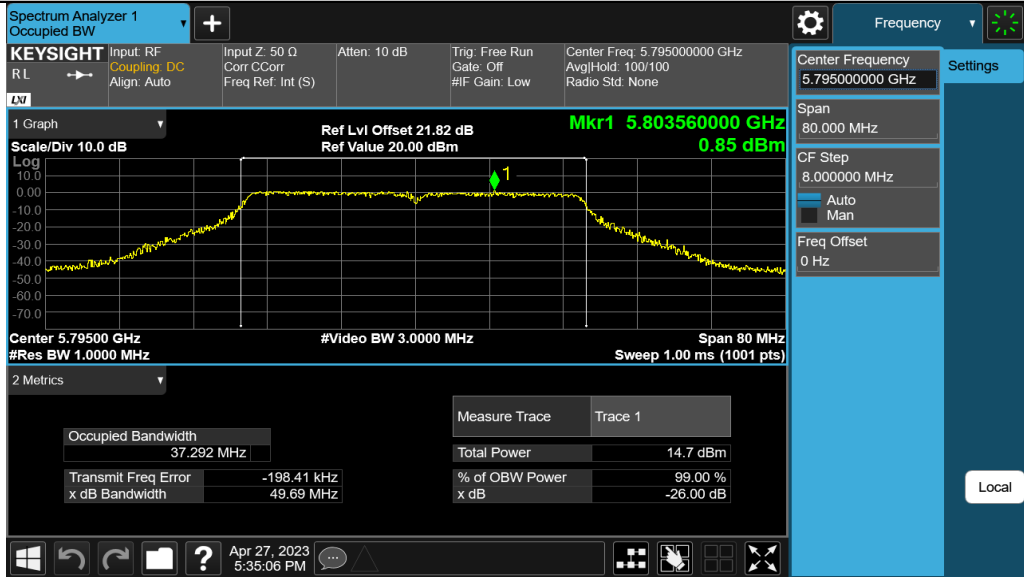 Spectrum Analyzer 1
Occupied BW
+
Frequency
KEYSIGHT
R L
LXI
Input: RF
Coupling: DC
Align: Auto
Input Z: 50 Ω
Corr CCorr
Freq Ref: Int (S)
Atten: 10 dB
Trig: Free Run
Gate: Off
#IF Gain: Low
Center Freq: 5.795000000 GHz
Avg|Hold: 100/100
Radio Std: None
Center Frequency
5.795000000 GHz
Settings
Span
80.000 MHz
CF Step
8.000000 MHz
Auto
Man
Freq Offset
0 Hz
1 Graph
Scale/Div 10.0 dB
Ref Lvl Offset 21.82 dB
Ref Value 20.00 dBm
Mkr1 5.803560000 GHz
0.85 dBm
Log
10.0
0.00
-10.0
-20.0
-30.0
-40.0
-50.0
-60.0
-70.0
1
Center 5.79500 GHz
#Res BW 1.0000 MHz
#Video BW 3.0000 MHz
Span 80 MHz
Sweep 1.00 ms (1001 pts)
2 Metrics
Measure Trace Trace 1
Occupied Bandwidth
37.292 MHz
Total Power 14.7 dBm
Transmit Freq Error -198.41 kHz
x dB Bandwidth 49.69 MHz
% of OBW Power 99.00 %
x dB -26.00 dB
Local
?
Apr 27, 2023
5:35:06 PM